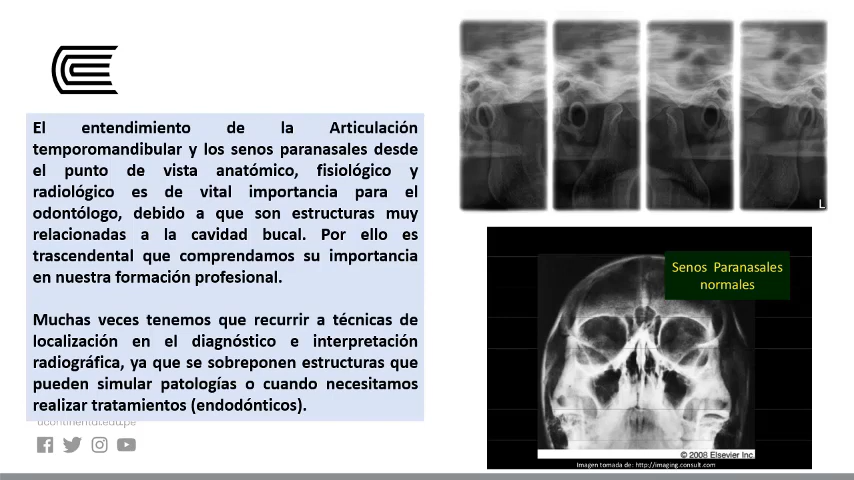 El entendimiento de la Articulación
temporomandibular y los senos paranasales desde
el punto de vista anatómico, fisiológico y
radiológico es de vital importancia para el
odontólogo, debido a que son estructuras muy
relacionadas a la cavidad bucal. Por ello es
trascendental que comprendamos su importancia
en nuestra formación profesional.
Muchas veces tenemos que recurrir a técnicas de
localización en el diagnóstico e interpretación
radiográfica, ya que se sobreponen estructuras que
pueden simular patologías o cuando necesitamos
realizar tratamientos (endodónticos).
ucontinental.edu.pe
L
Senos Paranasales
normales
© 2008 Elsevier Inc.
Imagen tomada de: http://imaging.consult.com